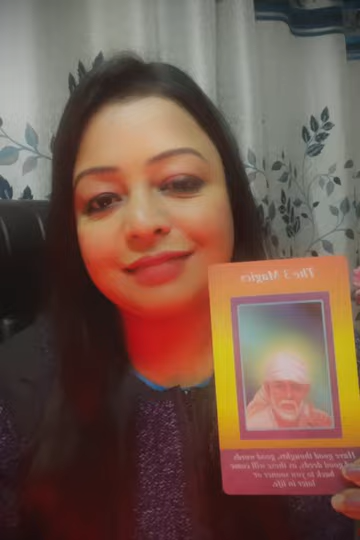 The 3 Magics
Have good thoughts, good words
and good deeds, as these will come
back to you sooner or
later in life.